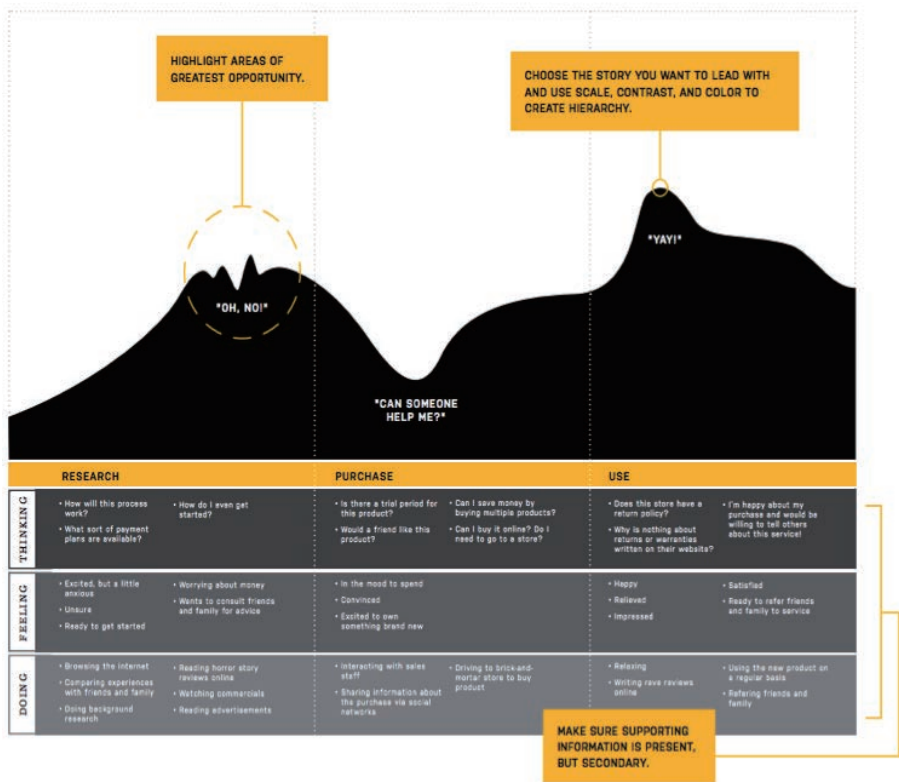 HIGHLIGHT AREAS OF
GREATEST OPPORTUNITY.
CHOOSE THE STORY YOU WANT TO LEAD WITH
AND USE SCALE, CONTRAST, AND COLOR TO
CREATE HIERARCHY.
*OH, NO!*
*YAY!*
*CAN SOMEONE
HELP ME?*
RESEARCH
PURCHASE
USE
THINKING
• How will this process
work?
• What sort of payment
plans are available?
• How do I even get
started?
• Is there a trial period for
this product?
• Would a friend like this
product?
• Can I save money by
buying multiple products?
• Can I buy it online? Do I
need to go to a store?
• Does this store have a
return policy?
• Why is nothing about
returns or warranties
written on their website?
• I'm happy about my
purchase and would be
willing to tell others
about this service!
FEELING
• Excited, but a little
anxious
• Unsure
• Ready to get started
• Worrying about money
• Wants to consult friends
and family for advice
• In the mood to spend
• Convinced
• Excited to own
something brand new
• Happy
• Relieved
• Impressed
• Satisfied
• Ready to refer friends
and family to service
DOING
• Browsing the internet
• Comparing experiences
with friends and family
• Doing background
research
• Reading horror story
reviews online
• Watching commercials
• Reading advertisements
• Interacting with sales
staff
• Sharing information about
the purchase via social
networks
• Driving to brick-and-
mortar store to buy
product
• Relaxing
• Writing rave reviews
online
• Using the new product on
a regular basis
• Refering friends and
family
MAKE SURE SUPPORTING
INFORMATION IS PRESENT,
BUT SECONDARY.